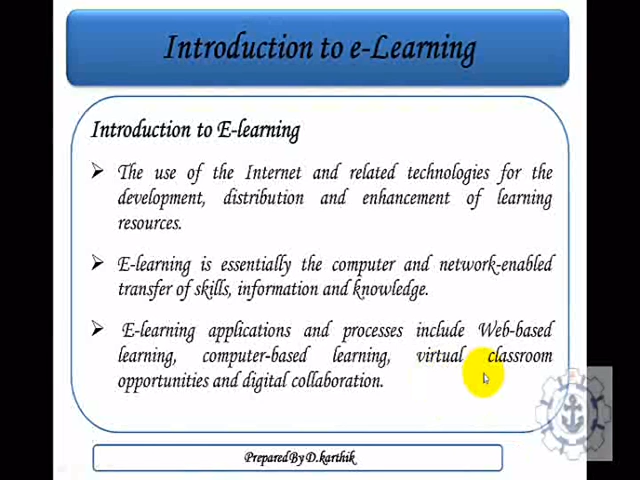 Introduction to e-Learning
Introduction to E-learning
➢ The use of the Internet and related technologies for the
development, distribution and enhancement of learning
resources.
➢ E-learning is essentially the computer and network-enabled
transfer of skills, information and knowledge.
➢ E-learning applications and processes include Web-based
learning, computer-based learning, virtual classroom
opportunities and digital collaboration.
Prepared By D.karthik